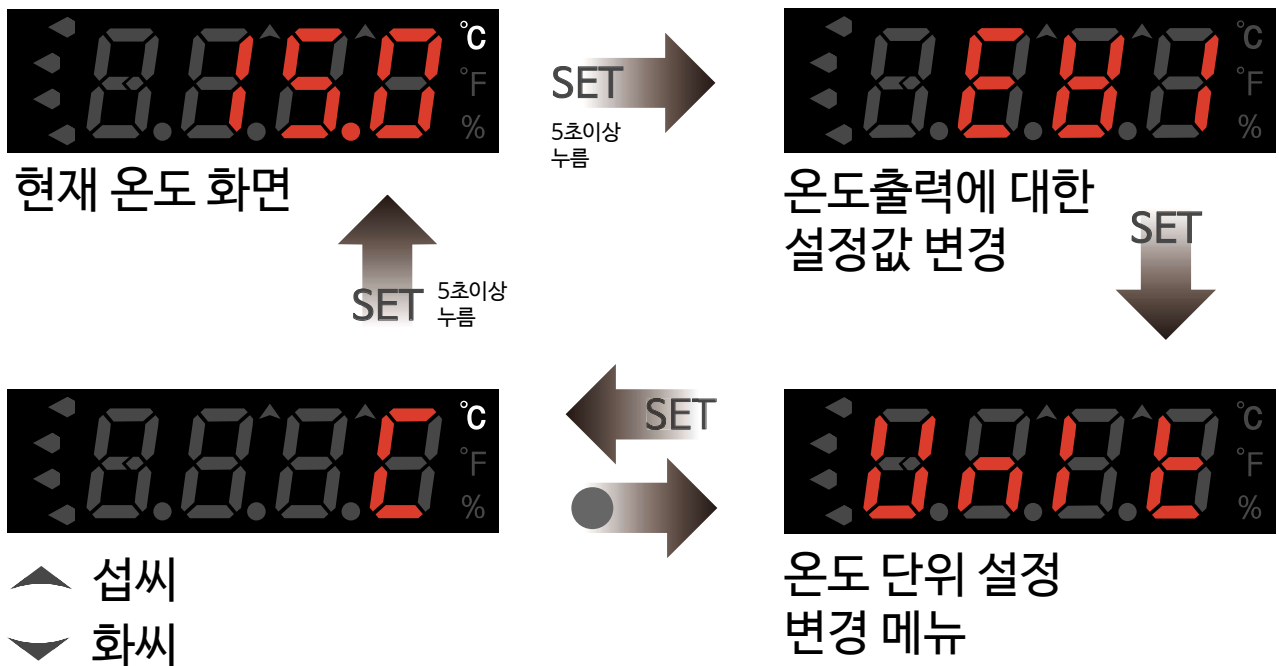 15.0
°C
°F
%
SET
5초이상
누름
EH1
°C
°F
%
현재 온도 화면
온도출력에 대한
설정값 변경
SET
SET
5초이상
누름
C
°C
°F
%
SET
Unit
°C
°F
%
섭씨
화씨
온도 단위 설정
변경 메뉴